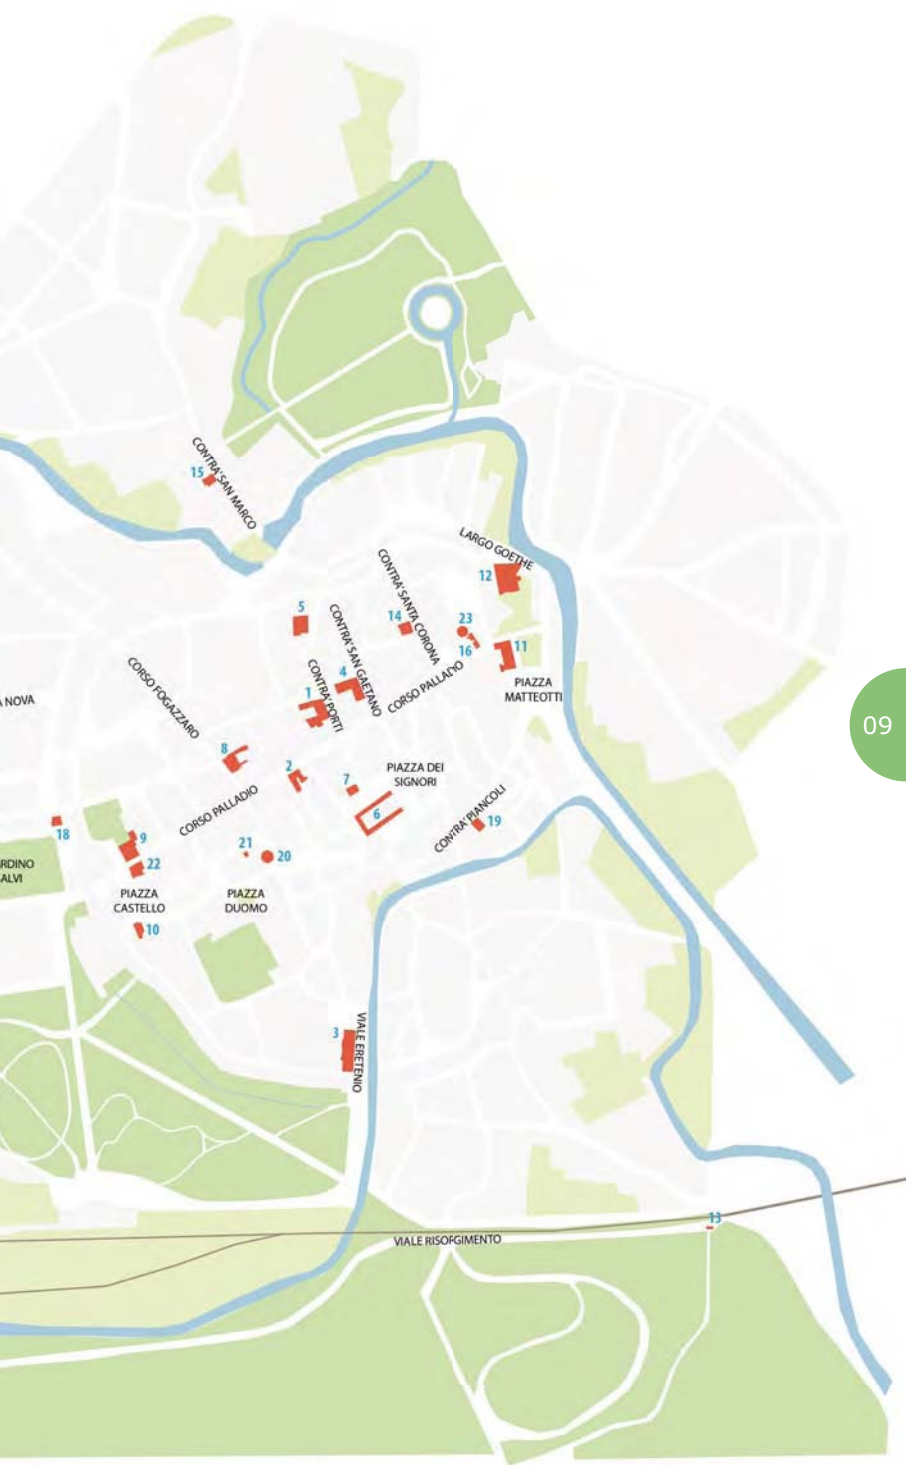 CONTRA' SAN MARCO
15
LARGO GOETHE
12
CONTRA' SANTA CORONA
14
23
16
11
5
CONTRA' SAN GAETANO
4
CONTRA' PORTI
1
CORSO PALLADIO
PIAZZA
MATTEOTTI
CORSO FOGAZZARO
A NOVA
09
8
2
7
PIAZZA DEI
SIGNORI
6
CORSO PALLADIO
CONTRA' PIANCOLI
19
18
9
22
21
20
RDINO
ALVI
PIAZZA
CASTELLO
PIAZZA
DUOMO
10
3
VIALE ERETENIO
13
VIALE RISORGIMENTO